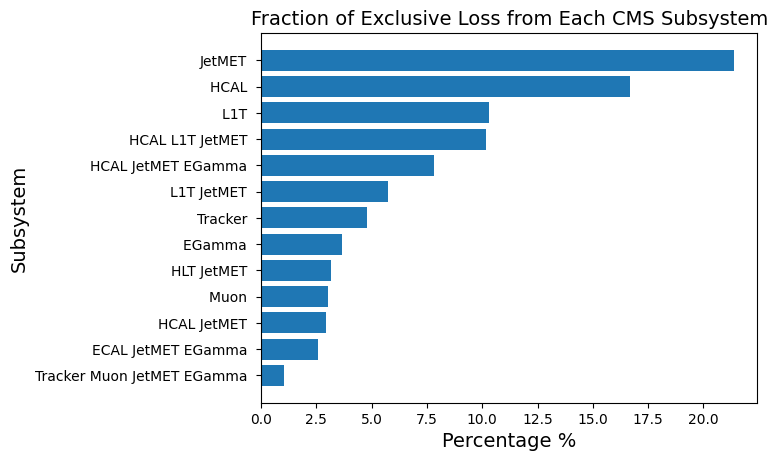 Fraction of Exclusive Loss from Each CMS Subsystem
Subsystem
JetMET
HCAL
L1T
HCAL L1T JetMET
HCAL JetMET EGamma
L1T JetMET
Tracker
EGamma
HLT JetMET
Muon
HCAL JetMET
ECAL JetMET EGamma
Tracker Muon JetMET EGamma
0.0 2.5 5.0 7.5 10.0 12.5 15.0 17.5 20.0
Percentage %